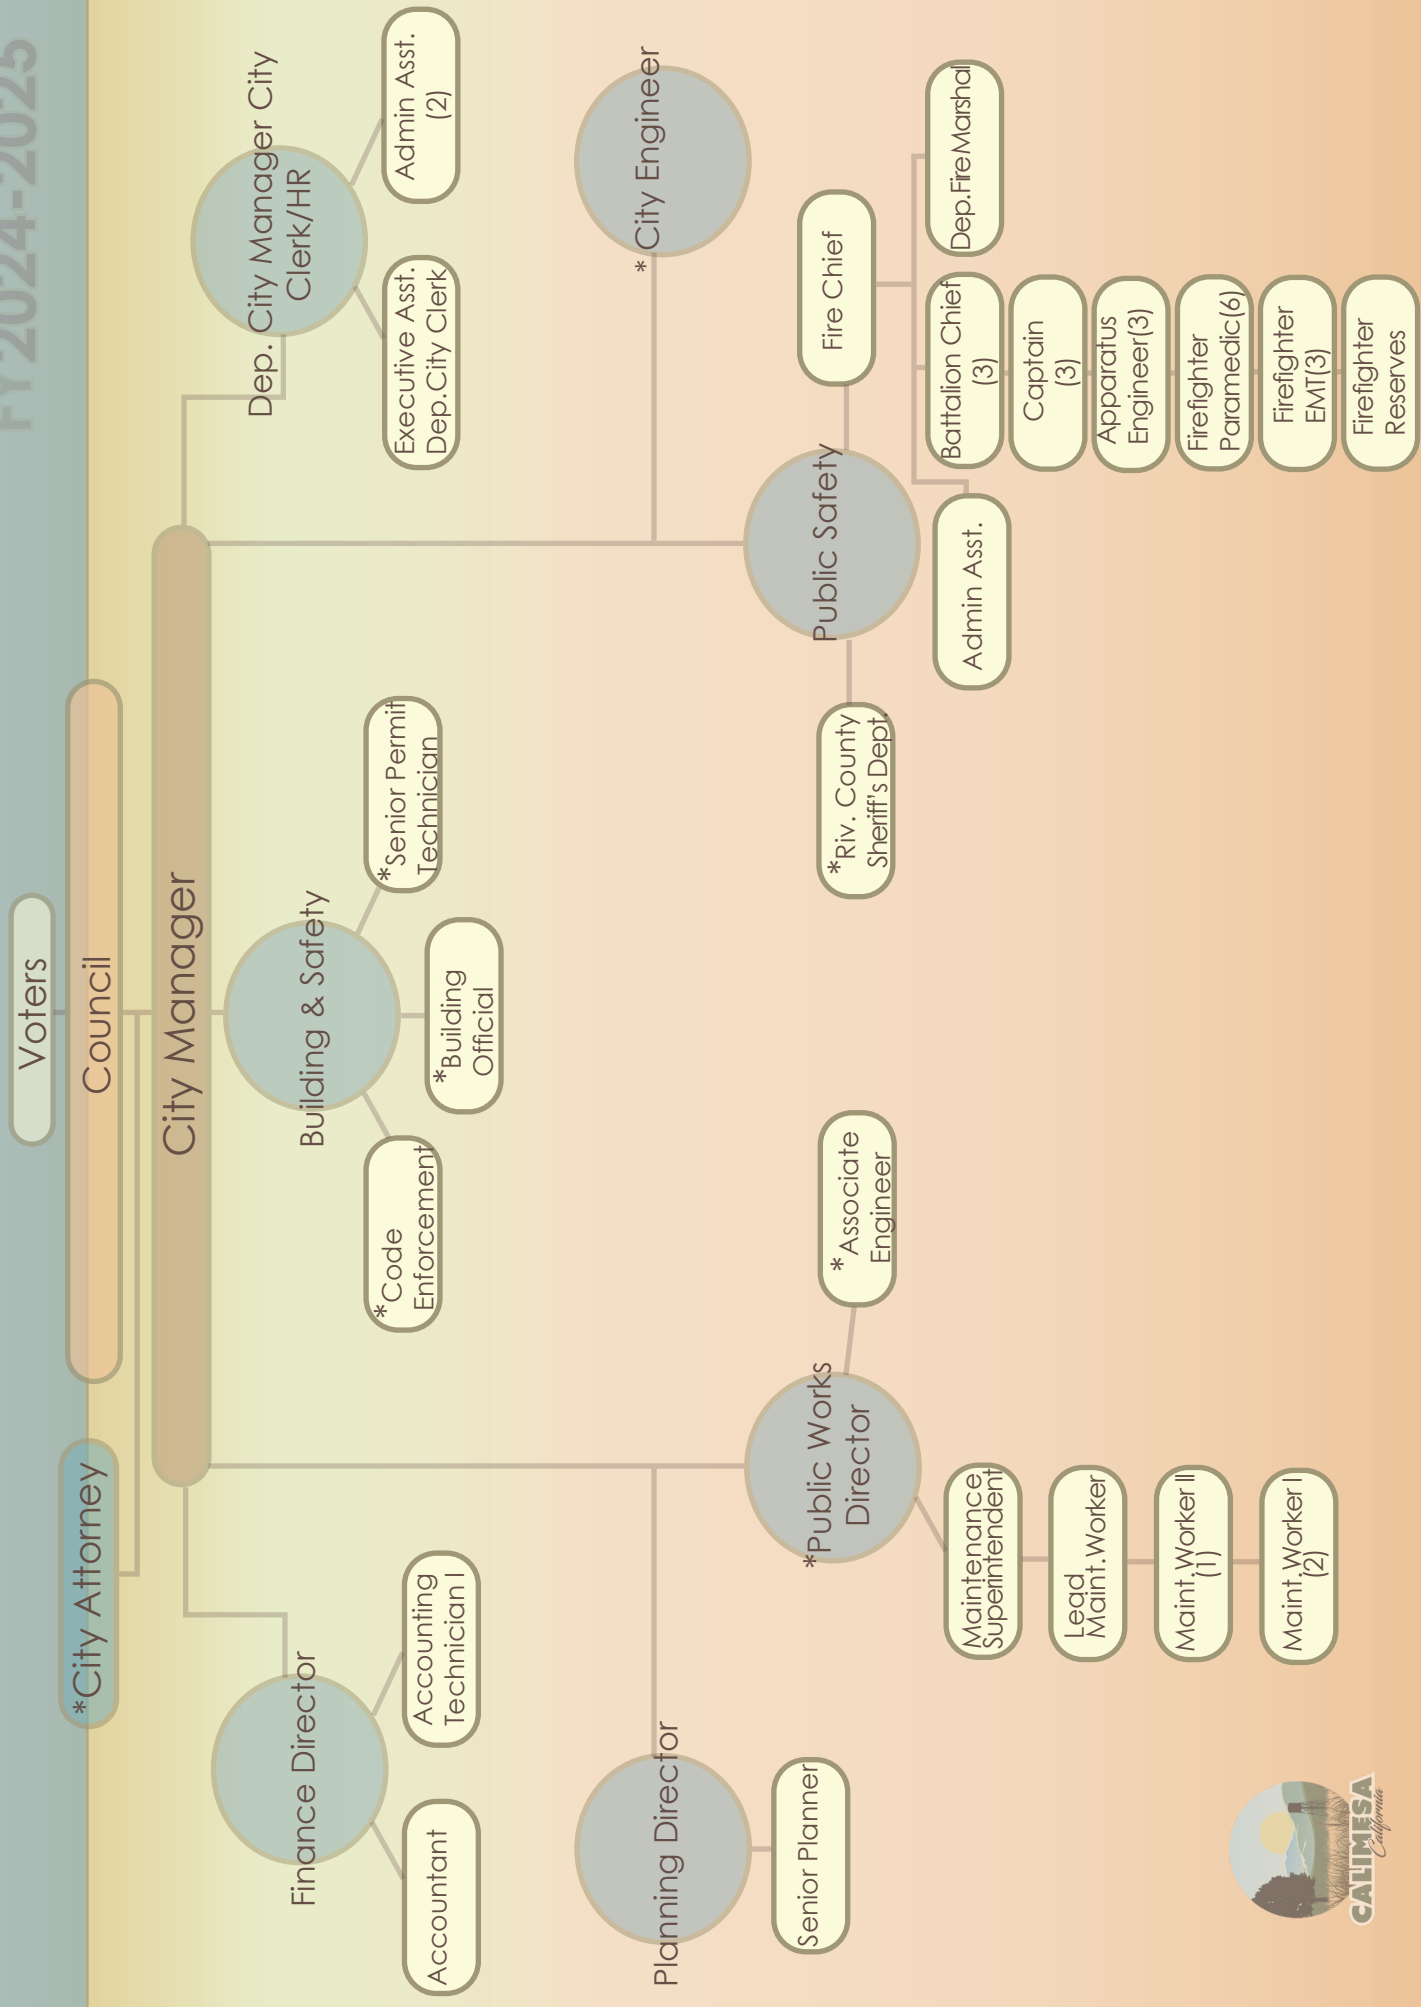 FY2024-2025
Voters
Council
*City Attorney
City Manager
Finance Director
Accountant
Accounting
Technician I
Building & Safety
*Code
Enforcement
*Building
Official
*Senior Permit
Technician
Dep. City Manager City
Clerk/HR
Executive Asst.
Dep.City Clerk
Admin Asst.
(2)
Planning Director
Senior Planner
* City Engineer
*Public Works
Director
* Associate
Engineer
Maintenance
Superintendent
Lead
Maint.Worker
Maint.Worker II
(1)
Maint.Worker I
(2)
Public Safety
*Riv. County
Sheriff's Dept.
Fire Chief
Admin Asst.
Battalion Chief
(3)
Captain
(3)
Apparatus
Engineer(3)
Firefighter
Paramedic(6)
Firefighter
EMT(3)
Firefighter
Reserves
Dep.Fire Marshal
CALIMESA
California